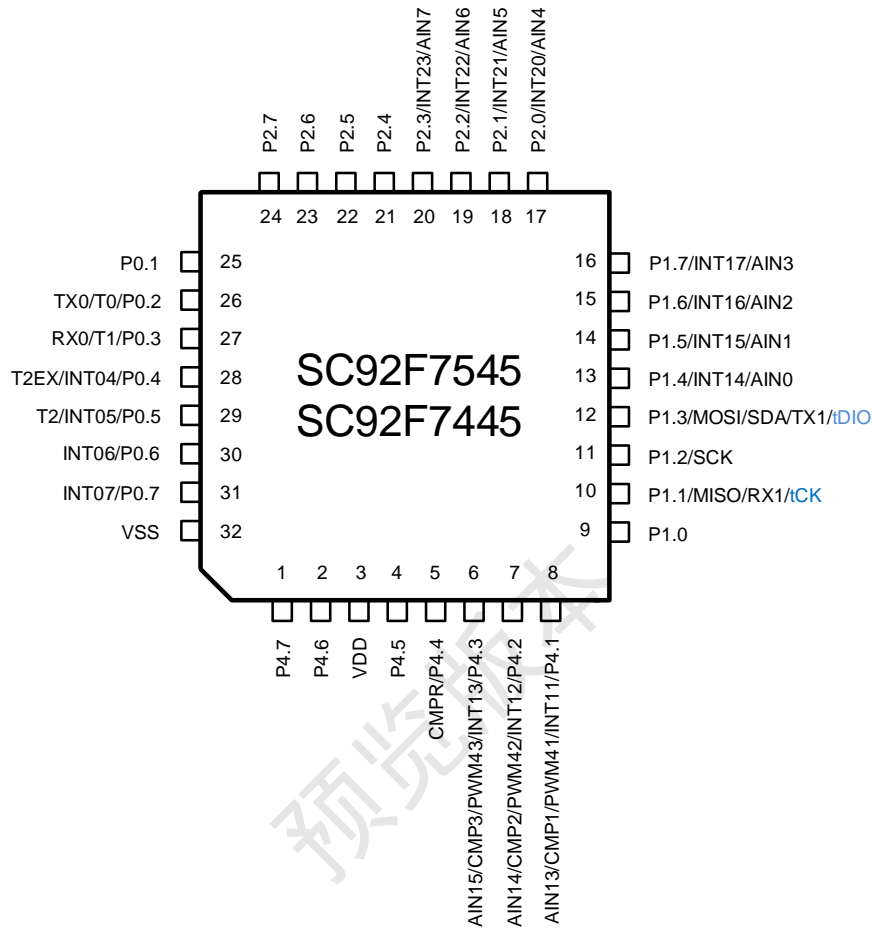 P2.7
P2.6
P2.5
P2.4
P2.3/INT23/AIN7
P2.2/INT22/AIN6
P2.1/INT21/AIN5
P2.0/INT20/AIN4
24 23 22 21 20 19 18 17
P0.1 25
TX0/T0/P0.2 26
RX0/T1/P0.3 27
T2EX/INT04/P0.4 28
T2/INT05/P0.5 29
INT06/P0.6 30
INT07/P0.7 31
VSS 32
SC92F7545
SC92F7445
16 P1.7/INT17/AIN3
15 P1.6/INT16/AIN2
14 P1.5/INT15/AIN1
13 P1.4/INT14/AIN0
12 P1.3/MOSI/SDA/TX1/tDIO
11 P1.2/SCK
10 P1.1/MISO/RX1/tCK
9 P1.0
1 2 3 4 5 6 7 8
P4.7
P4.6
VDD
P4.5
CMPR/P4.4
AIN15/CMP3/PWM43/INT13/P4.3
AIN14/CMP2/PWM42/INT12/P4.2
AIN13/CMP1/PWM41/INT11/P4.1
预览版本